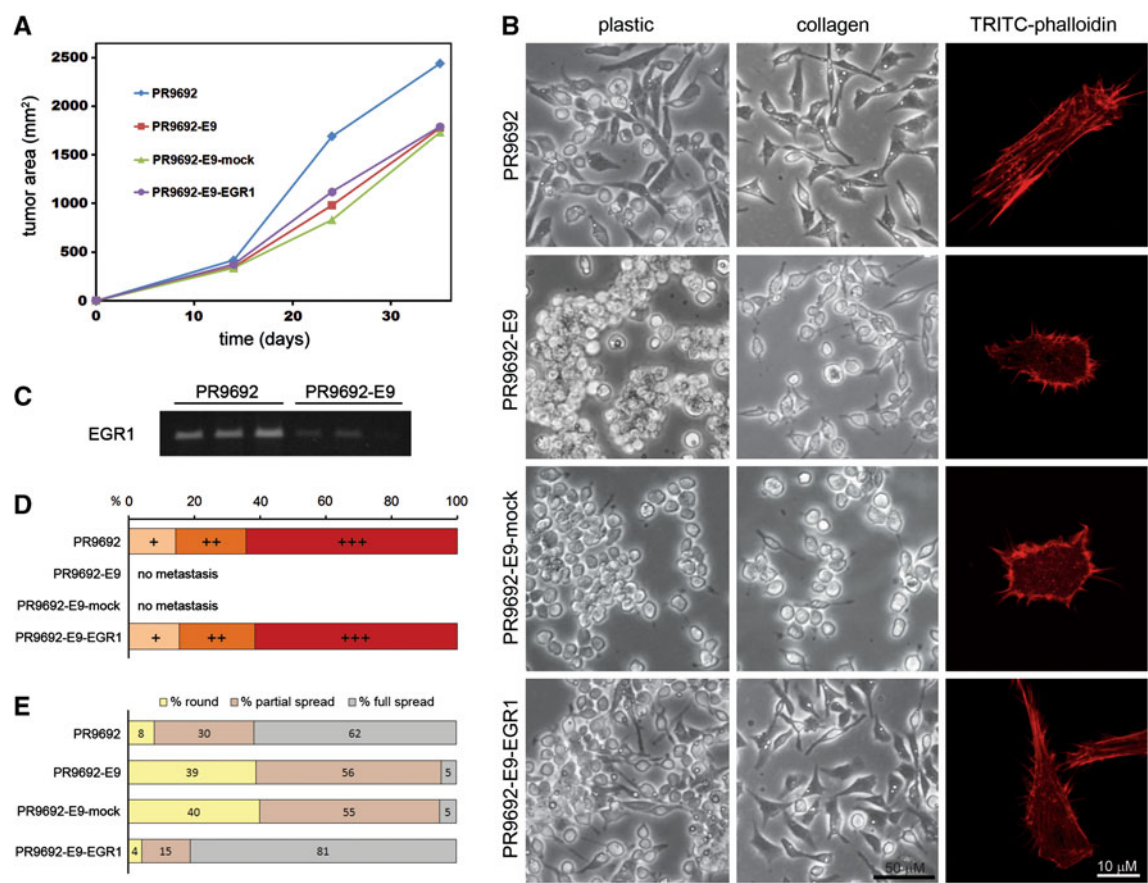 A
tumor area (mm²)
2500
2000
1500
1000
500
0
0 10 20 30
time (days)
PR9692
PR9692-E9
PR9692-E9-mock
PR9692-E9-EGR1
B
plastic collagen TRITC-phalloidin
PR9692
PR9692-E9
PR9692-E9-mock
PR9692-E9-EGR1
50 µM
10 µM
C
PR9692 PR9692-E9
EGR1
D
% 0 20 40 60 80 100
PR9692 + ++ +++
PR9692-E9 no metastasis
PR9692-E9-mock no metastasis
PR9692-E9-EGR1 + ++ +++
E
% round % partial spread % full spread
PR9692 8 30 62
PR9692-E9 39 56 5
PR9692-E9-mock 40 55 5
PR9692-E9-EGR1 4 15 81